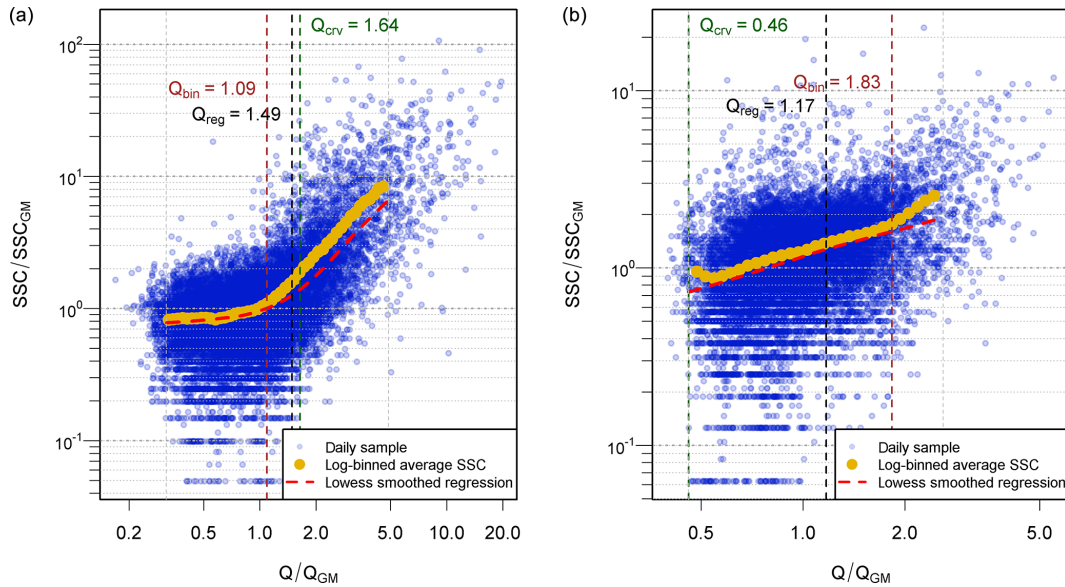 (a)
Q_crv = 1.64
Q_bin = 1.09
Q_reg = 1.49
10^2
10^1
10^0
10^-1
SSC/SSC_GM
Daily sample
Log-binned average SSC
Lowess smoothed regression
0.2 0.5 1.0 2.0 5.0 10.0 20.0
Q/Q_GM
(b)
Q_crv = 0.46
Q_bin = 1.83
Q_reg = 1.17
10^1
10^0
10^-1
SSC/SSC_GM
Daily sample
Log-binned average SSC
Lowess smoothed regression
0.5 1.0 2.0 5.0
Q/Q_GM